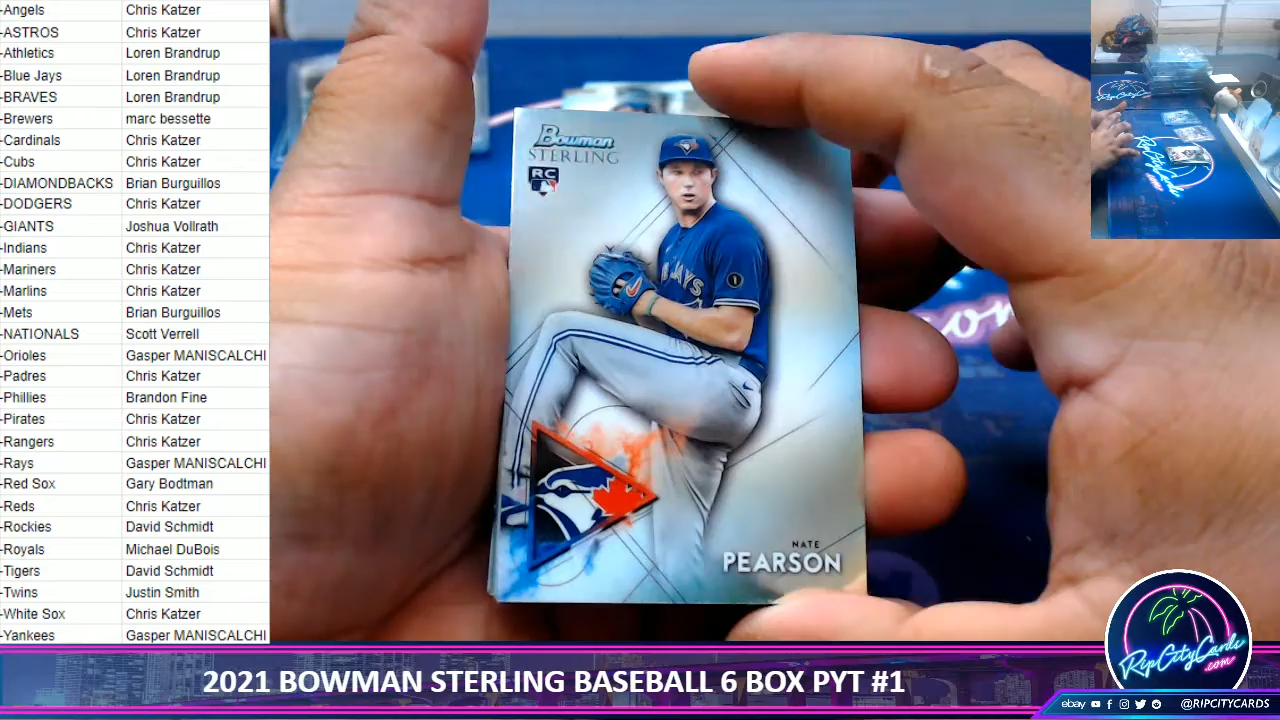 -Angels Chris Katzer
-ASTROS Chris Katzer
-Athletics Loren Brandrup
-Blue Jays Loren Brandrup
-BRAVES Loren Brandrup
-Brewers marc bessette
-Cardinals Chris Katzer
-Cubs Chris Katzer
-DIAMONDBACKS Brian Burguillos
-DODGERS Chris Katzer
-GIANTS Joshua Vollrath
-Indians Chris Katzer
-Mariners Chris Katzer
-Marlins Chris Katzer
-Mets Brian Burguillos
-NATIONALS Scott Verrell
-Orioles Gasper MANISCALCHI
-Padres Chris Katzer
-Phillies Brandon Fine
-Pirates Chris Katzer
-Rangers Chris Katzer
-Rays Gasper MANISCALCHI
-Red Sox Gary Bodtman
-Reds Chris Katzer
-Rockies David Schmidt
-Royals Michael DuBois
-Tigers David Schmidt
-Twins Justin Smith
-White Sox Chris Katzer
-Yankees Gasper MANISCALCHI
Bowman
STERLING
RC
JAYS
1
NATE
PEARSON
RipCityCards
.com
2021 BOWMAN STERLING BASEBALL 6 BOX PYT #1
ebay @RIPCITYCARDS